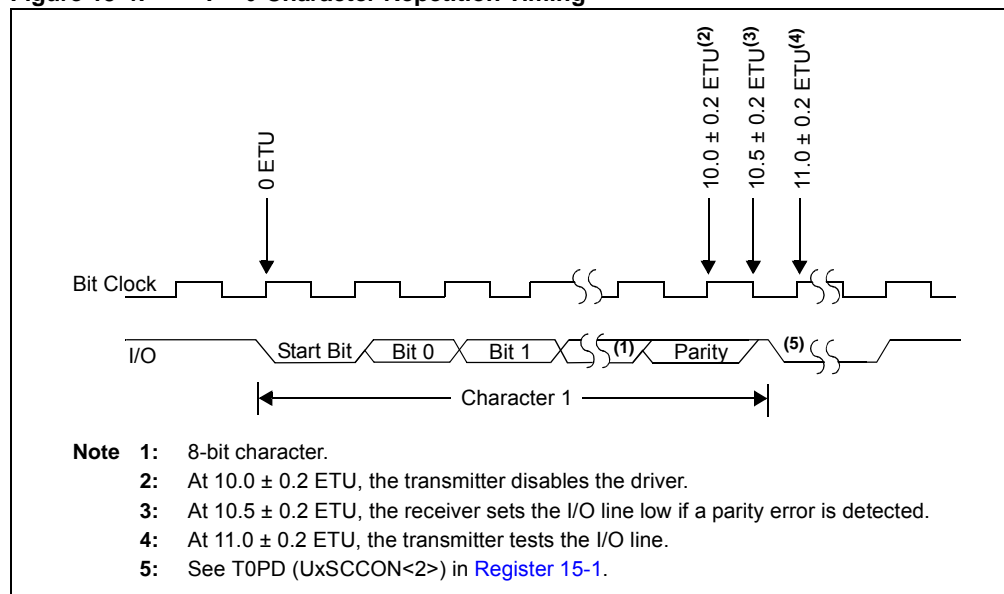 0 ETU
10.0 ± 0.2 ETU(2)
10.5 ± 0.2 ETU(3)
11.0 ± 0.2 ETU(4)
Bit Clock
I/O Start Bit Bit 0 Bit 1 (1) Parity (5)
Character 1
Note 1: 8-bit character.
2: At 10.0 ± 0.2 ETU, the transmitter disables the driver.
3: At 10.5 ± 0.2 ETU, the receiver sets the I/O line low if a parity error is detected.
4: At 11.0 ± 0.2 ETU, the transmitter tests the I/O line.
5: See T0PD (UxSCCON<2>) in Register 15-1.